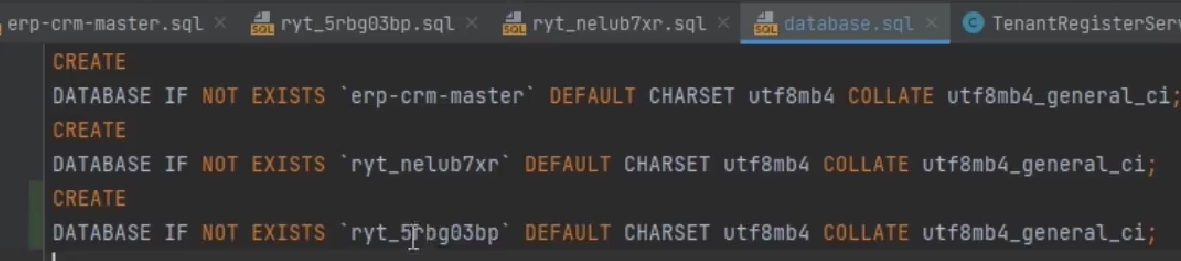 erp-crm-master.sql ryt_5rbg03bp.sql ryt_nelub7xr.sql database.sql TenantRegisterServ
CREATE
DATABASE IF NOT EXISTS `erp-crm-master` DEFAULT CHARSET utf8mb4 COLLATE utf8mb4_general_ci;
CREATE
DATABASE IF NOT EXISTS `ryt_nelub7xr` DEFAULT CHARSET utf8mb4 COLLATE utf8mb4_general_ci;
CREATE
DATABASE IF NOT EXISTS `ryt_5rbg03bp` DEFAULT CHARSET utf8mb4 COLLATE utf8mb4_general_ci;